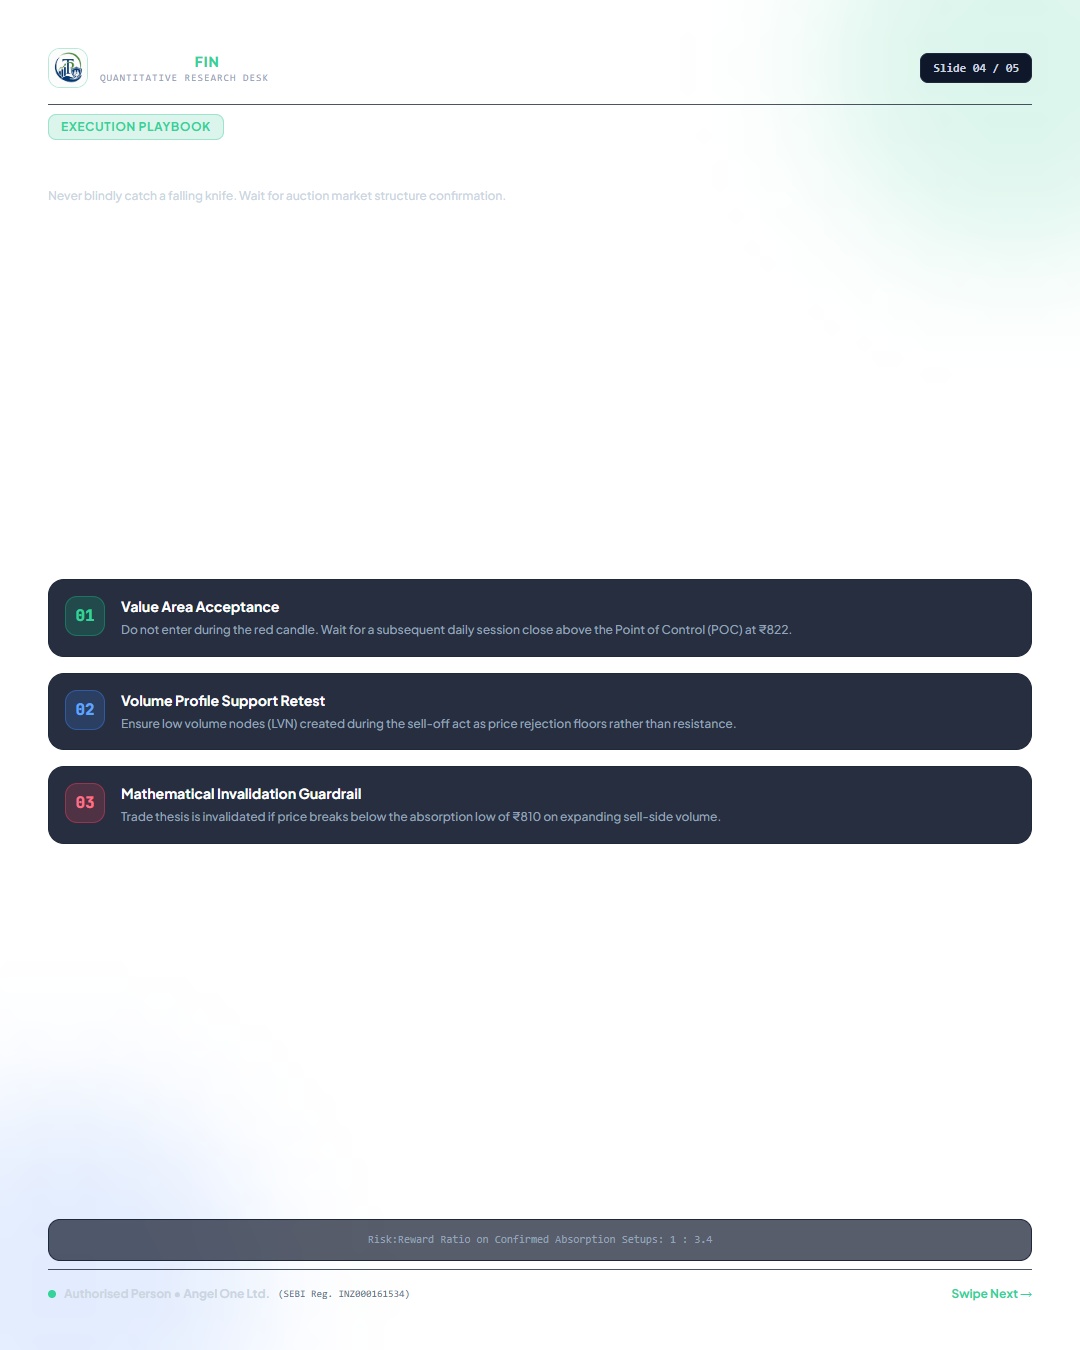 FIN
QUANTITATIVE RESEARCH DESK
Slide 04 / 05
EXECUTION PLAYBOOK
Never blindly catch a falling knife. Wait for auction market structure confirmation.
01
Value Area Acceptance
Do not enter during the red candle. Wait for a subsequent daily session close above the Point of Control (POC) at ₹822.
02
Volume Profile Support Retest
Ensure low volume nodes (LVN) created during the sell-off act as price rejection floors rather than resistance.
03
Mathematical Invalidation Guardrail
Trade thesis is invalidated if price breaks below the absorption low of ₹810 on expanding sell-side volume.
Risk:Reward Ratio on Confirmed Absorption Setups: 1 : 3.4
Authorised Person • Angel One Ltd. (SEBI Reg. INZ000161534)
Swipe Next →